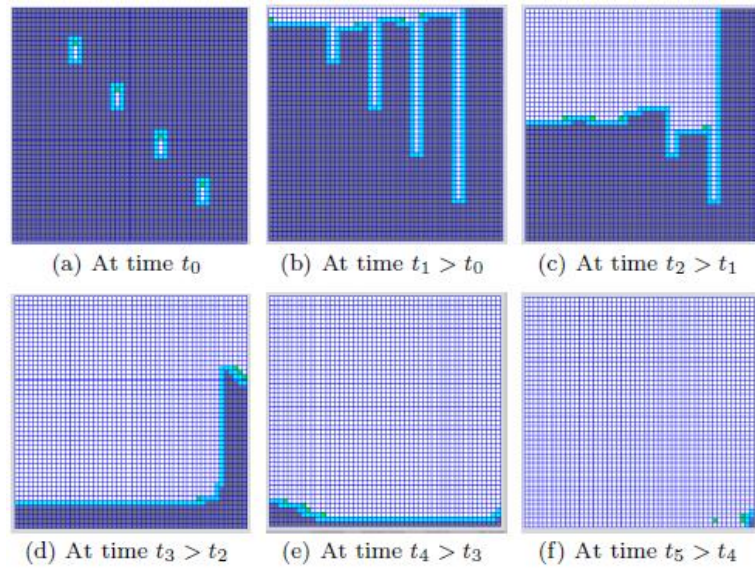 (a) At time t₀
(b) At time t₁ > t₀
(c) At time t₂ > t₁
(d) At time t₃ > t₂
(e) At time t₄ > t₃
(f) At time t₅ > t₄